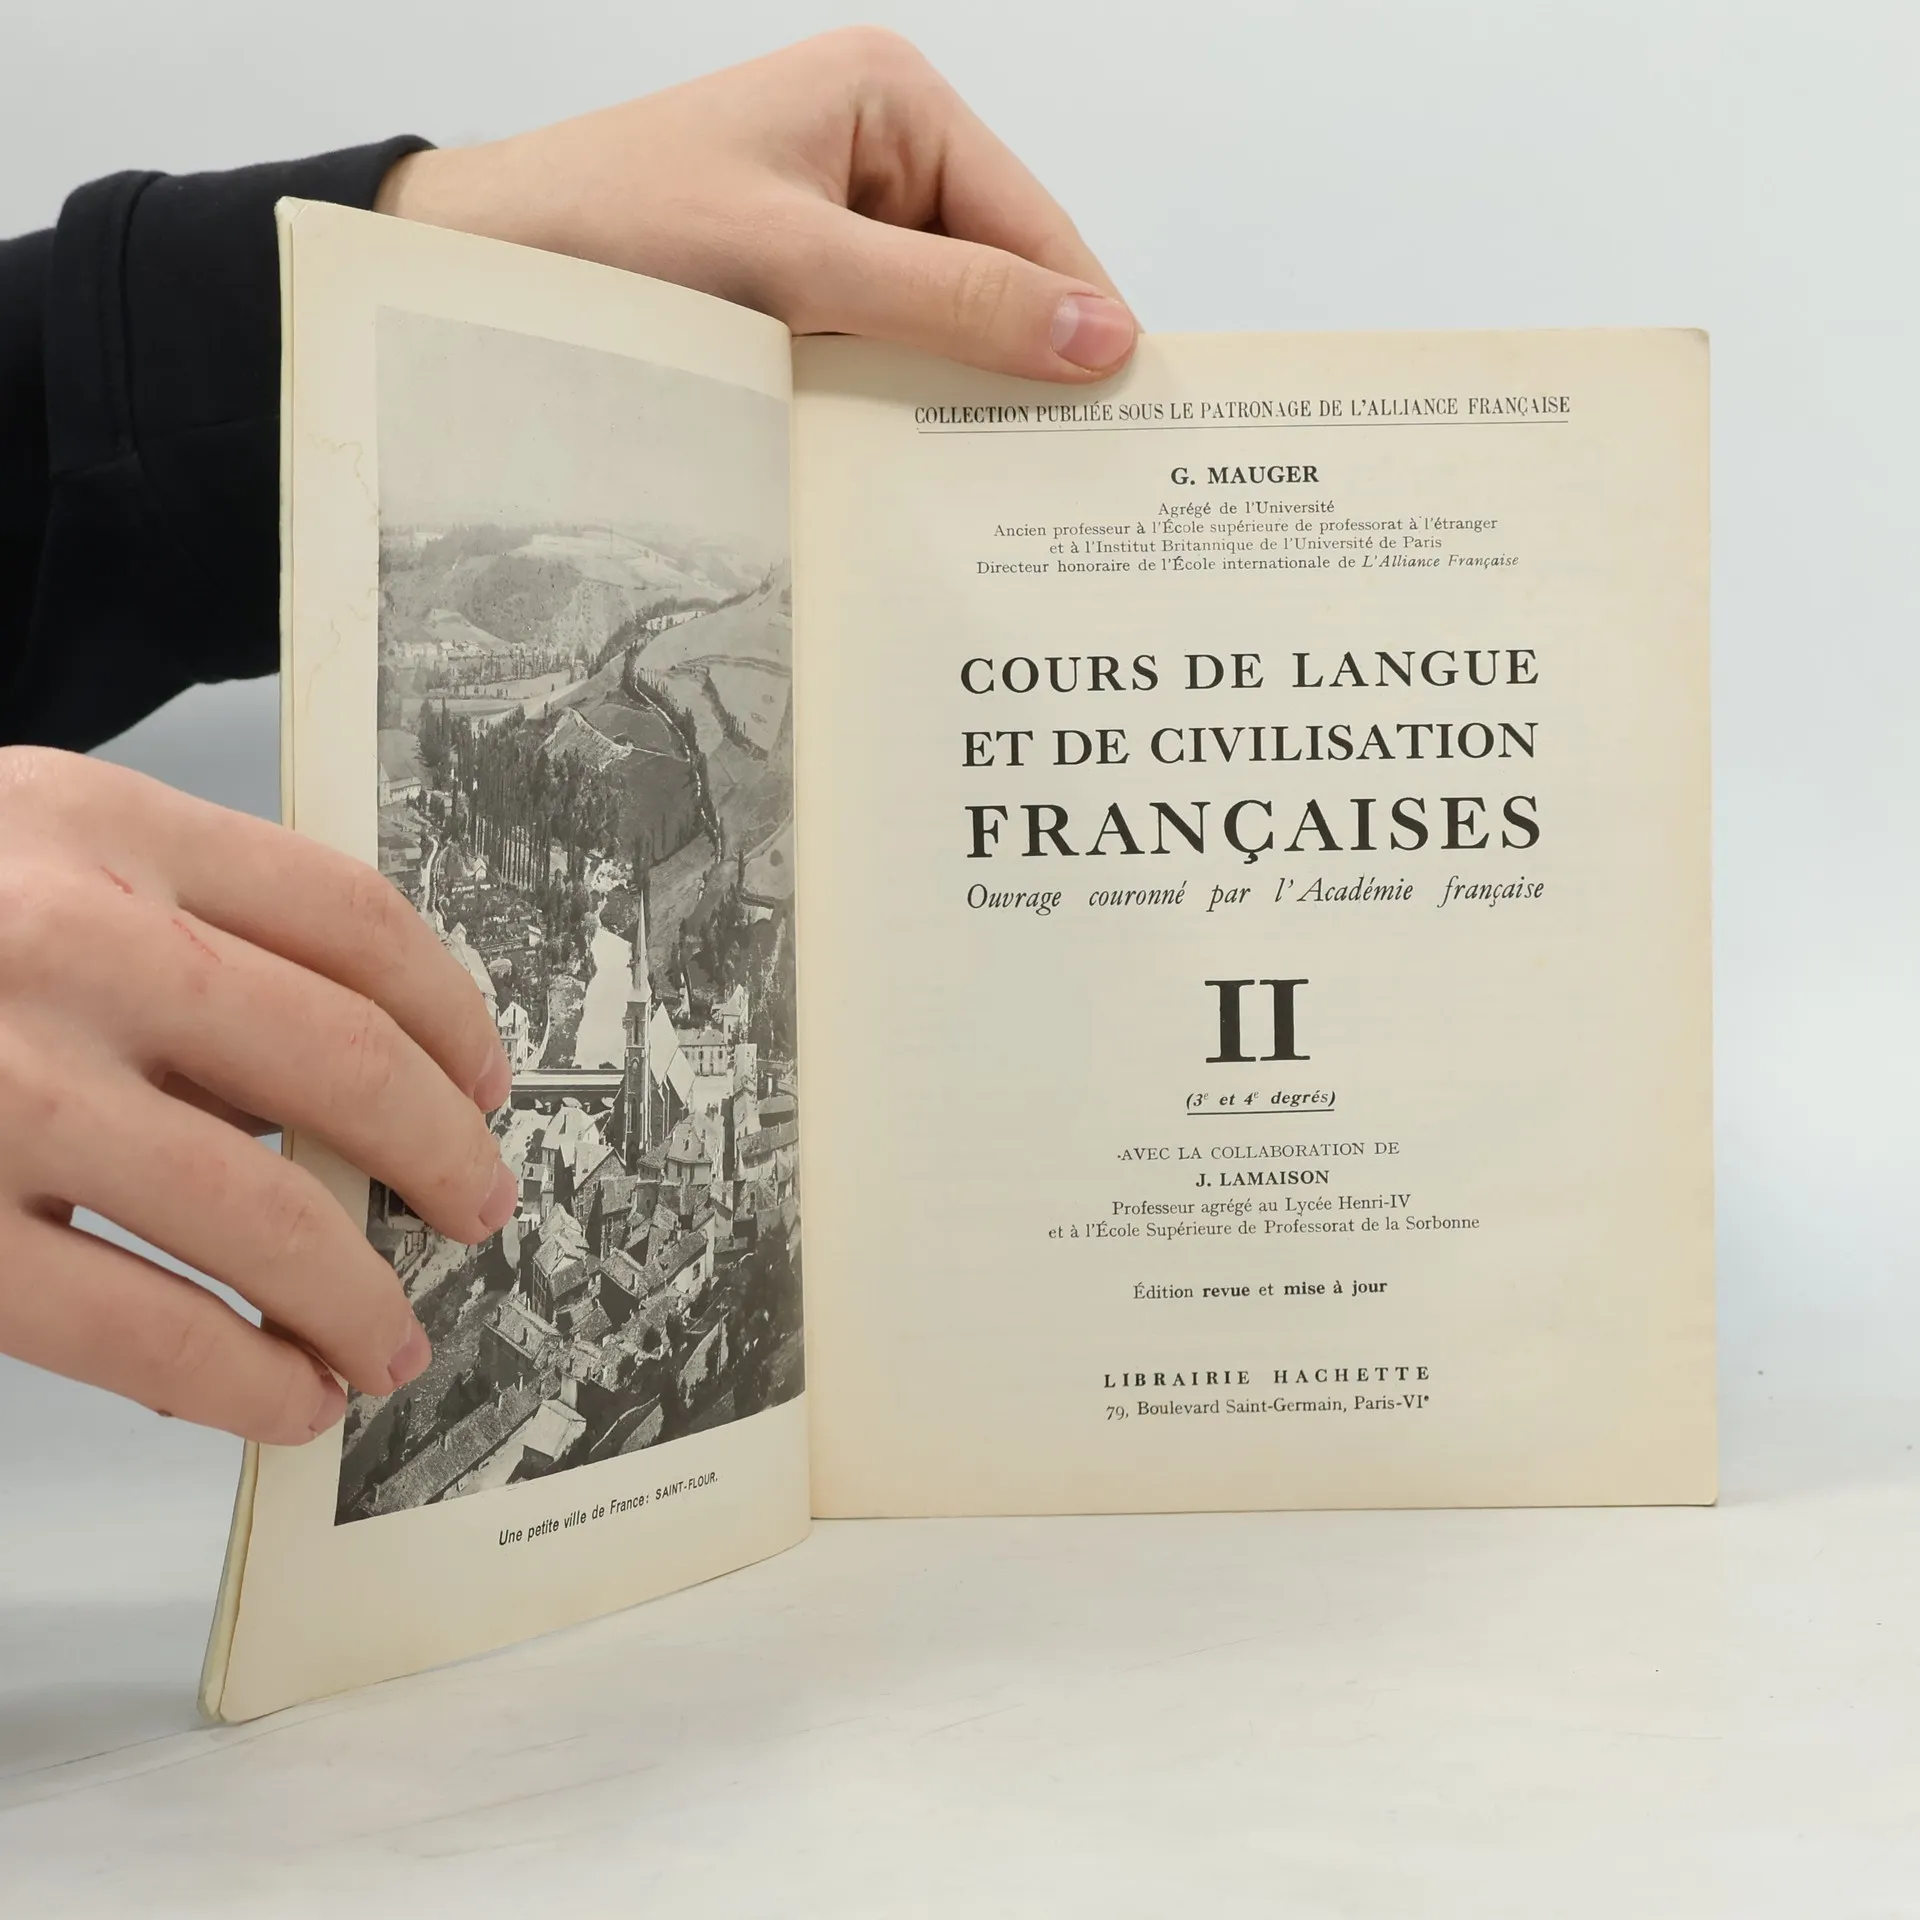 Une petite ville de France: SAINT-FLOUR.
COLLECTION PUBLIÉE SOUS LE PATRONAGE DE L'ALLIANCE FRANÇAISE
G. MAUGER
Agrégé de l'Université
Ancien professeur à l'École supérieure de professorat à l'étranger
et à l'Institut Britannique de l'Université de Paris
Directeur honoraire de l'École internationale de L'Alliance Française
COURS DE LANGUE
ET DE CIVILISATION
FRANÇAISES
Ouvrage couronné par l'Académie française
II
(3e et 4e degrés)
AVEC LA COLLABORATION DE
J. LAMAISON
Professeur agrégé au Lycée Henri-IV
et à l'École Supérieure de Professorat de la Sorbonne
Édition revue et mise à jour
LIBRAIRIE HACHETTE
79, Boulevard Saint-Germain, Paris-VIe